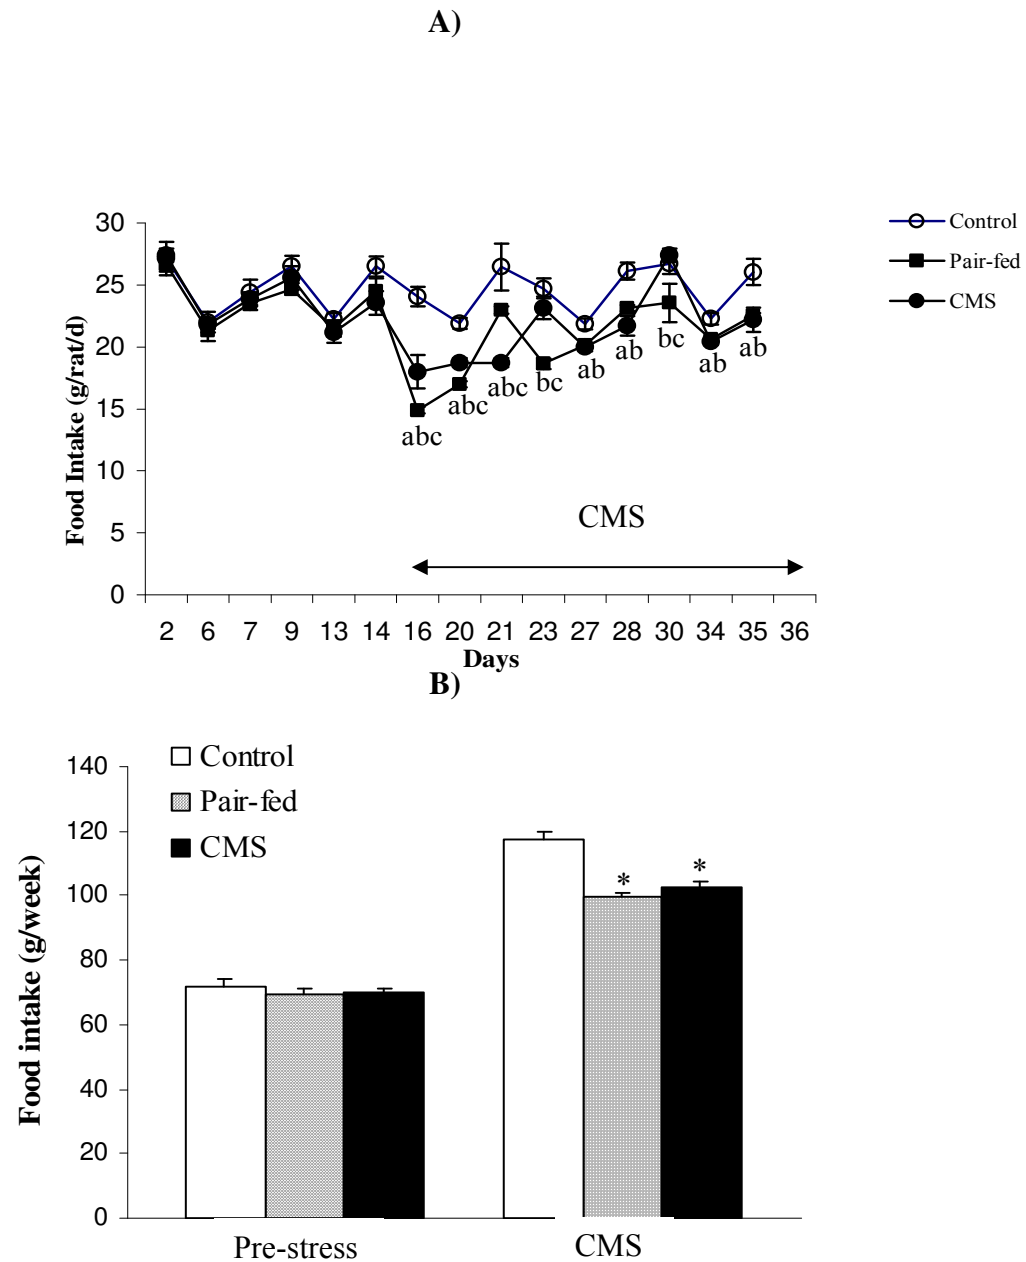 A)
30
25
20
15
10
5
0
Food Intake (g/rat/d)
Control
Pair-fed
CMS
abc
abc
abc
bc
ab
ab
bc
ab
ab
CMS
2 6 7 9 13 14 16 20 21 23 27 28 30 34 35 36
Days
B)
140
120
100
80
60
40
20
0
Food intake (g/week)
Control
Pair-fed
CMS
* *
Pre-stress CMS